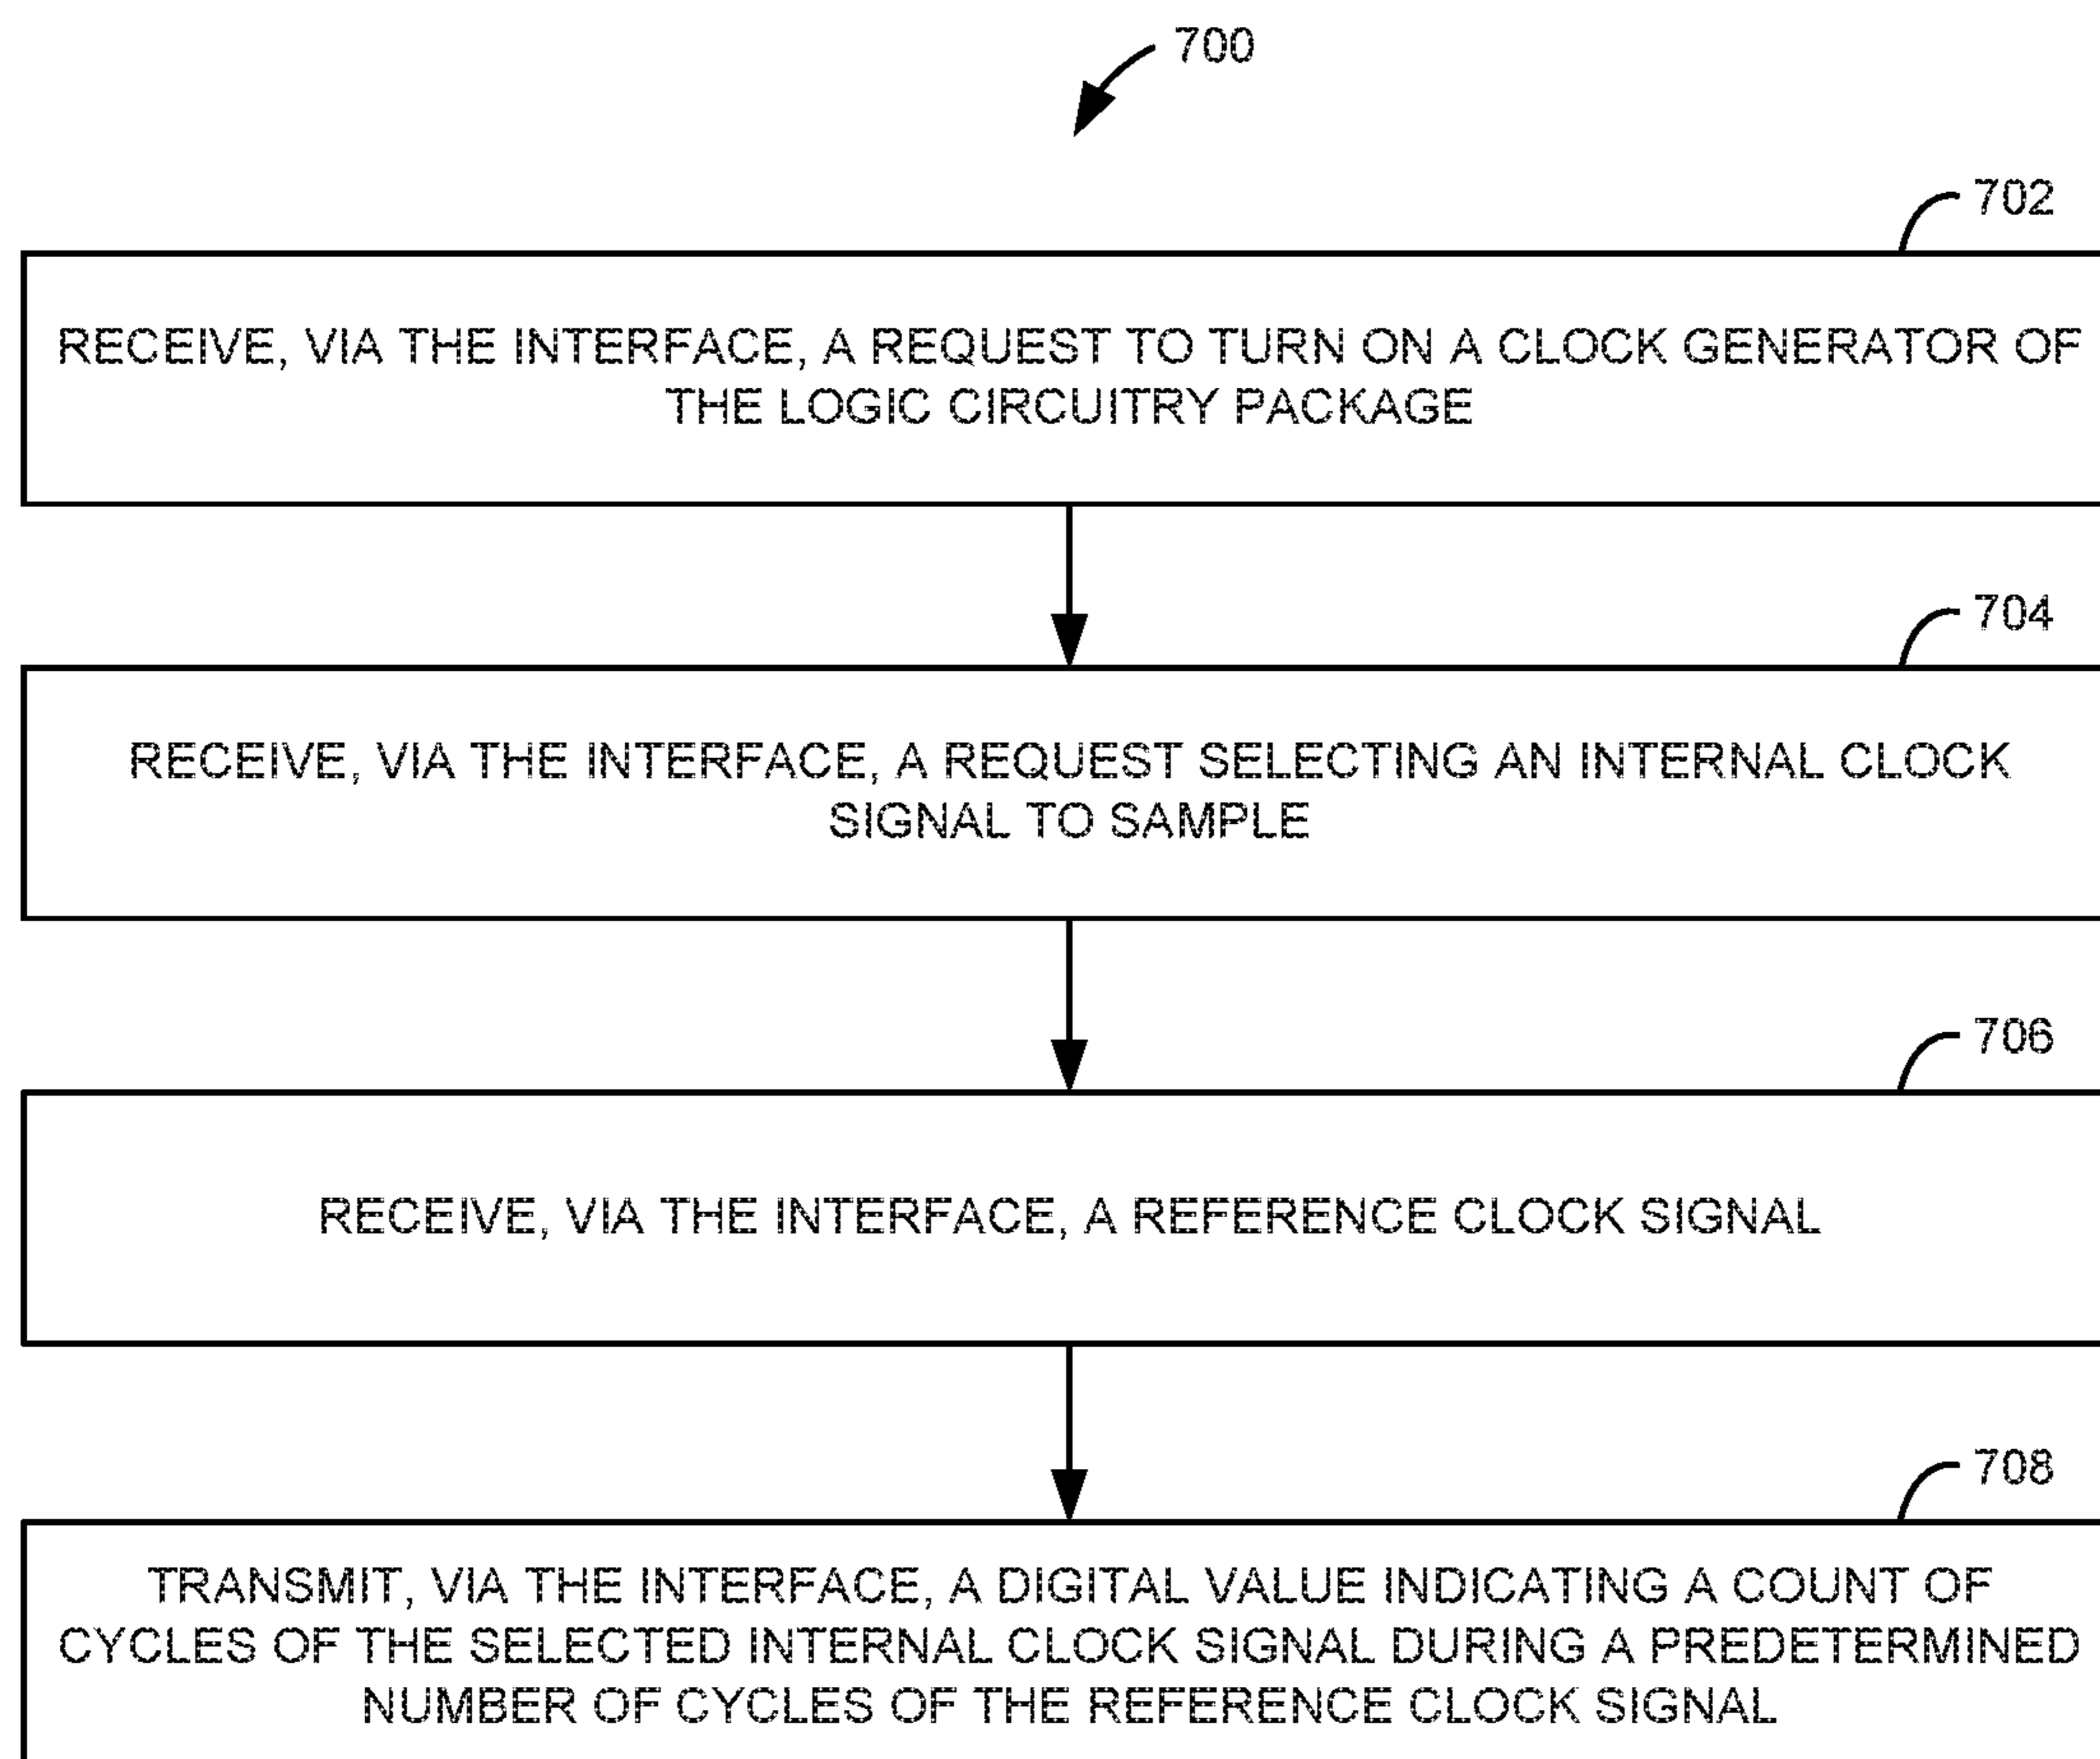 700
702
RECEIVE, VIA THE INTERFACE, A REQUEST TO TURN ON A CLOCK GENERATOR OF
THE LOGIC CIRCUITRY PACKAGE
704
RECEIVE, VIA THE INTERFACE, A REQUEST SELECTING AN INTERNAL CLOCK
SIGNAL TO SAMPLE
706
RECEIVE, VIA THE INTERFACE, A REFERENCE CLOCK SIGNAL
708
TRANSMIT, VIA THE INTERFACE, A DIGITAL VALUE INDICATING A COUNT OF
CYCLES OF THE SELECTED INTERNAL CLOCK SIGNAL DURING A PREDETERMINED
NUMBER OF CYCLES OF THE REFERENCE CLOCK SIGNAL